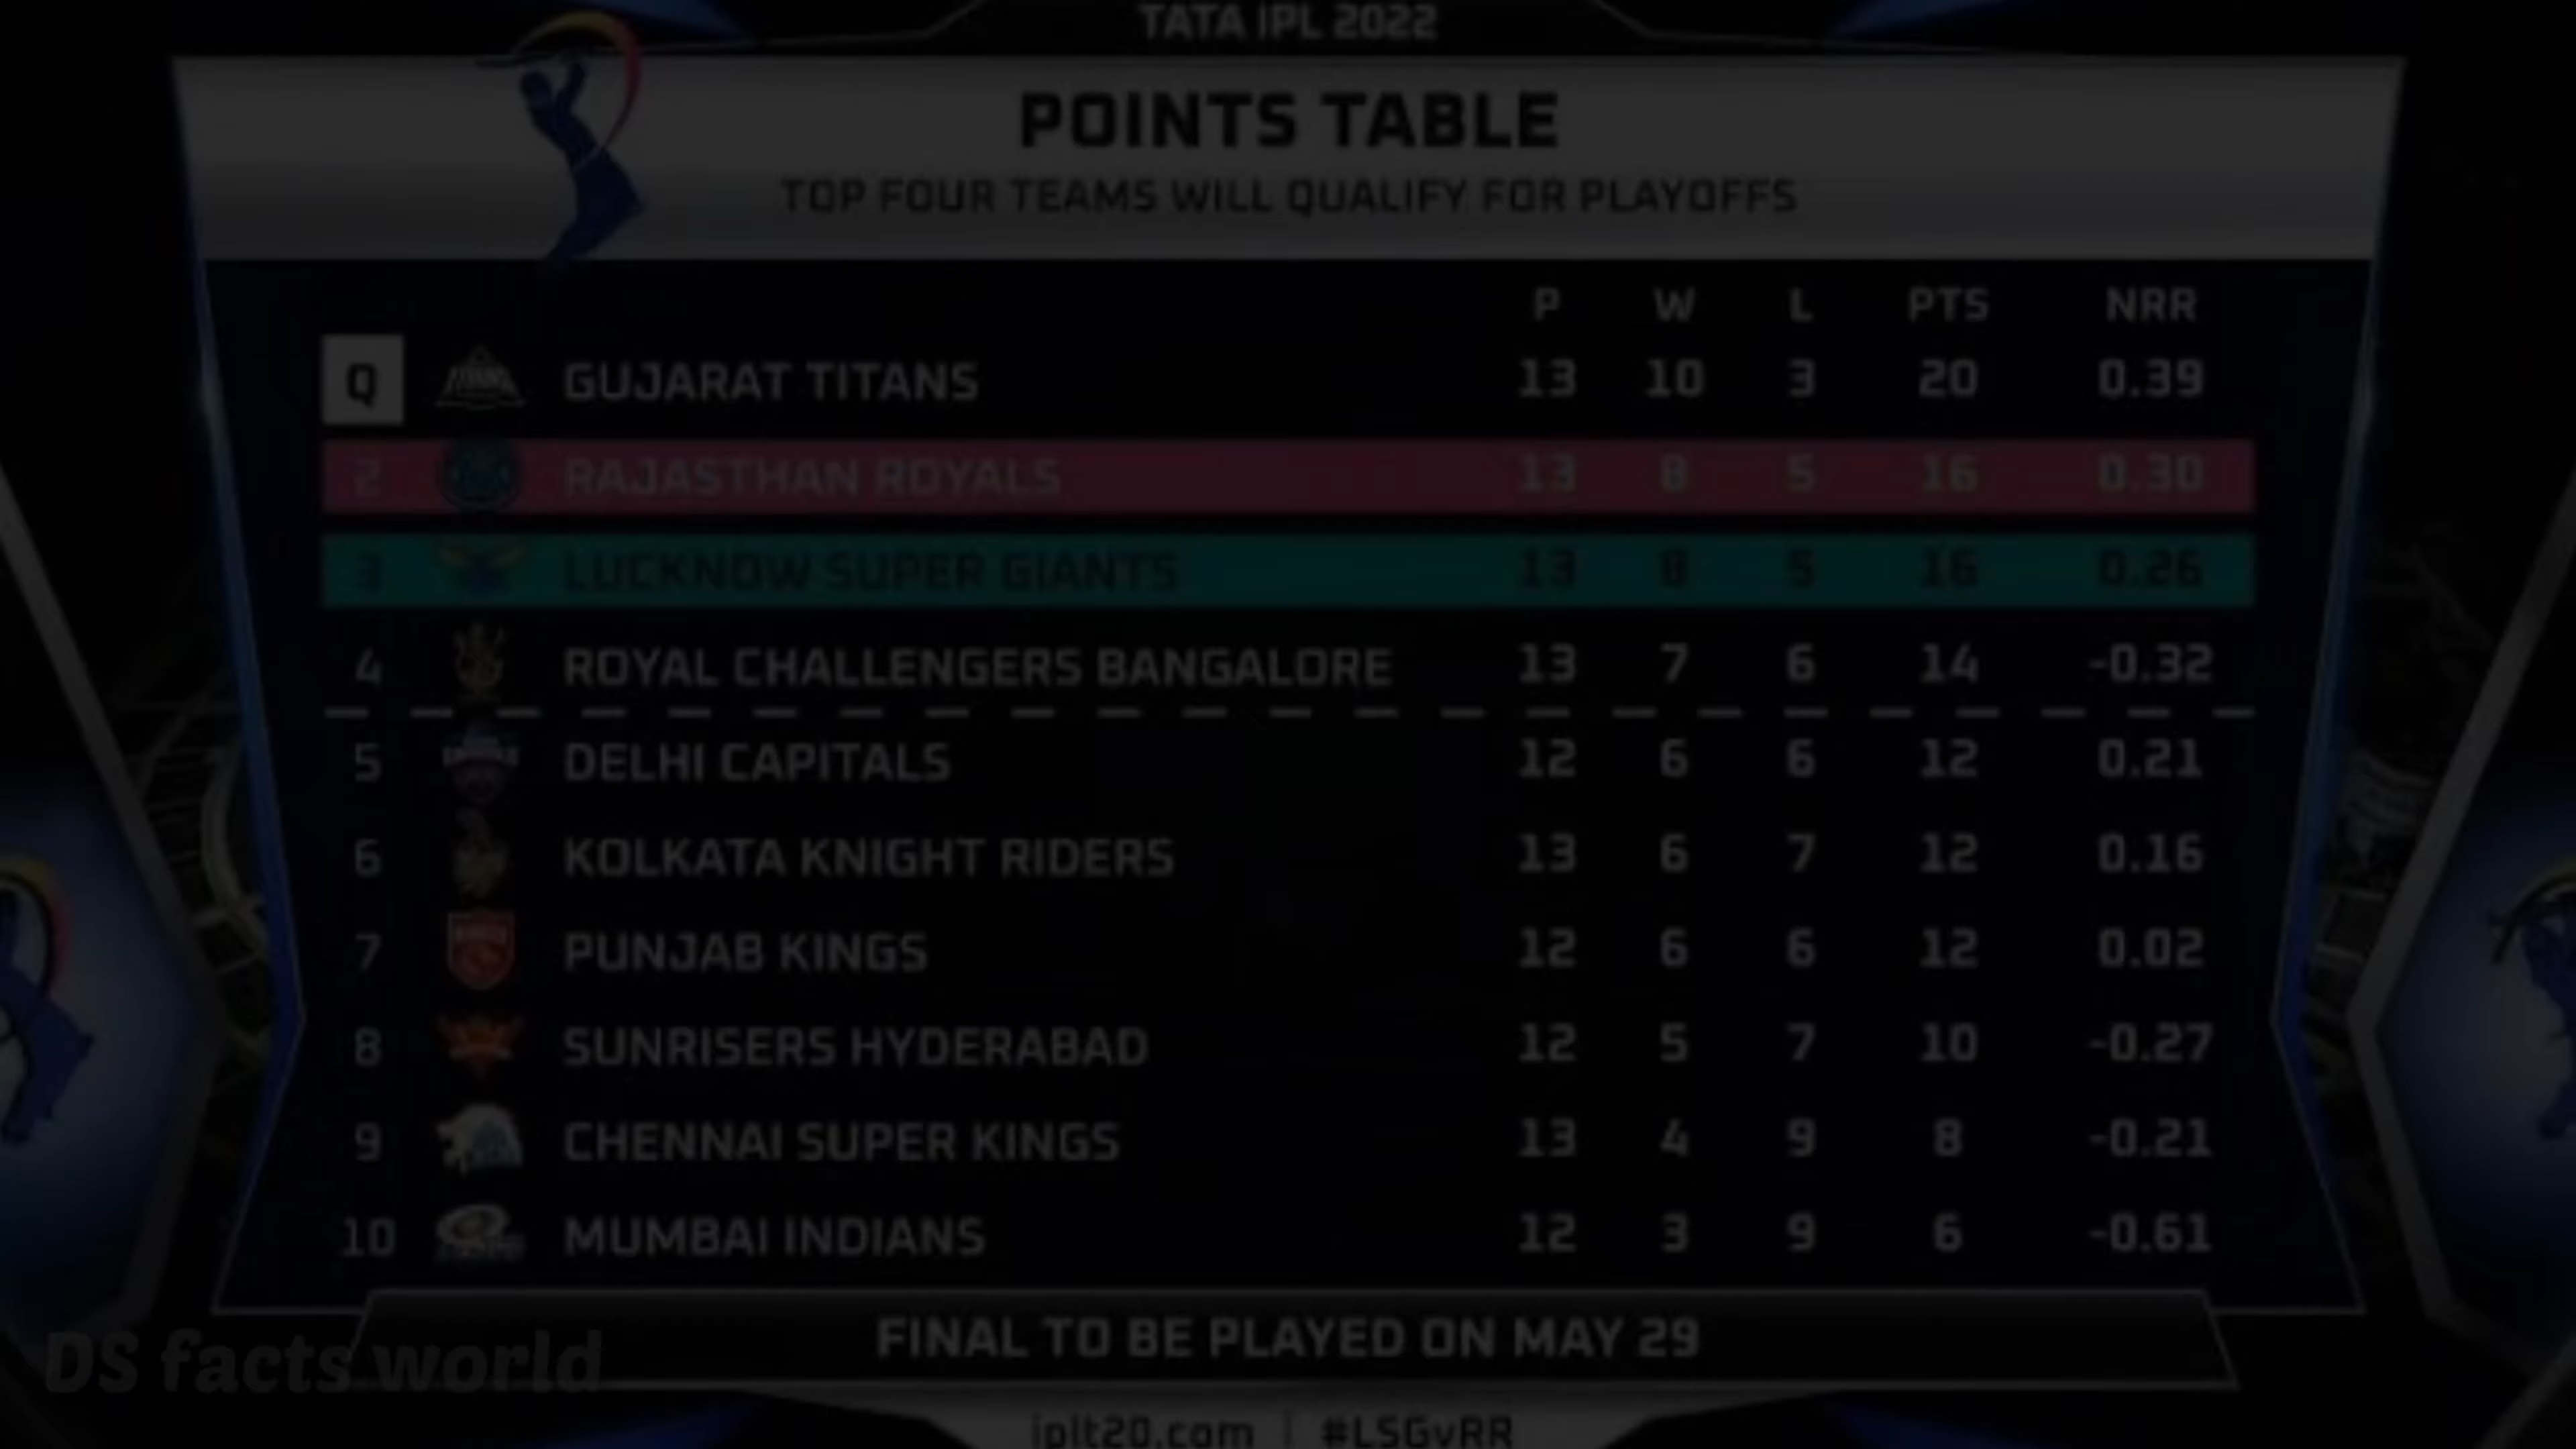 TATA IPL 2022
POINTS TABLE
TOP FOUR TEAMS WILL QUALIFY FOR PLAYOFFS
P W L PTS NRR
Q GUJARAT TITANS 13 10 3 20 0.39
2 RAJASTHAN ROYALS 13 8 5 16 0.30
3 LUCKNOW SUPER GIANTS 13 8 5 16 0.26
4 ROYAL CHALLENGERS BANGALORE 13 7 6 14 -0.32
5 DELHI CAPITALS 12 6 6 12 0.21
6 KOLKATA KNIGHT RIDERS 13 6 7 12 0.16
7 PUNJAB KINGS 12 6 6 12 0.02
8 SUNRISERS HYDERABAD 12 5 7 10 -0.27
9 CHENNAI SUPER KINGS 13 4 9 8 -0.21
10 MUMBAI INDIANS 12 3 9 6 -0.61
FINAL TO BE PLAYED ON MAY 29
DS facts world
iplt20.com | #LSGvRR